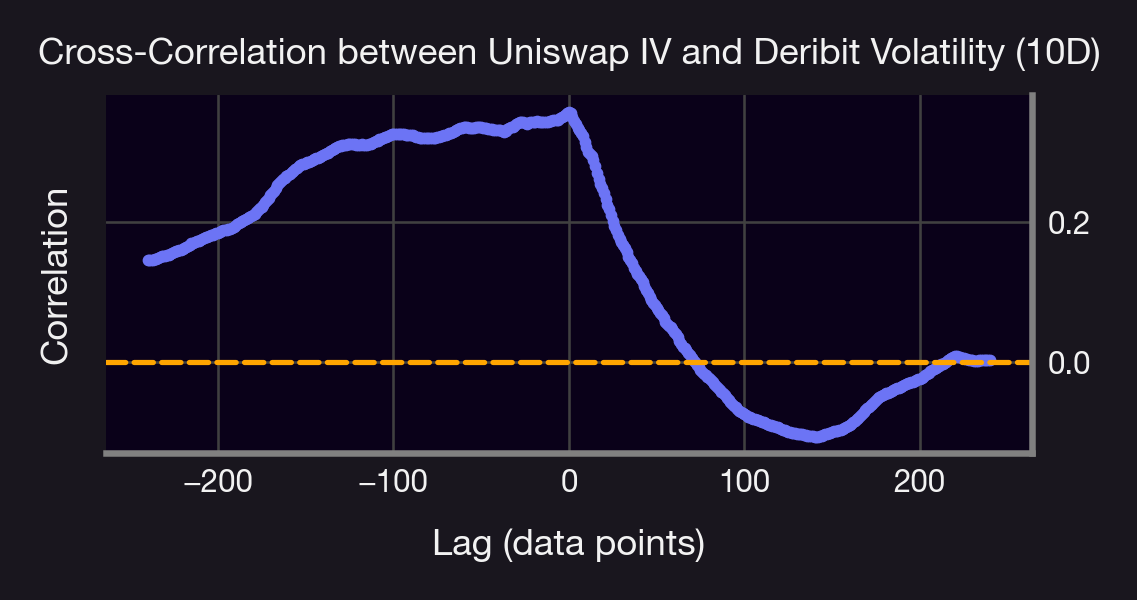 Cross-Correlation between Uniswap IV and Deribit Volatility (10D)
Correlation
0.2
0.0
−200 −100 0 100 200
Lag (data points)